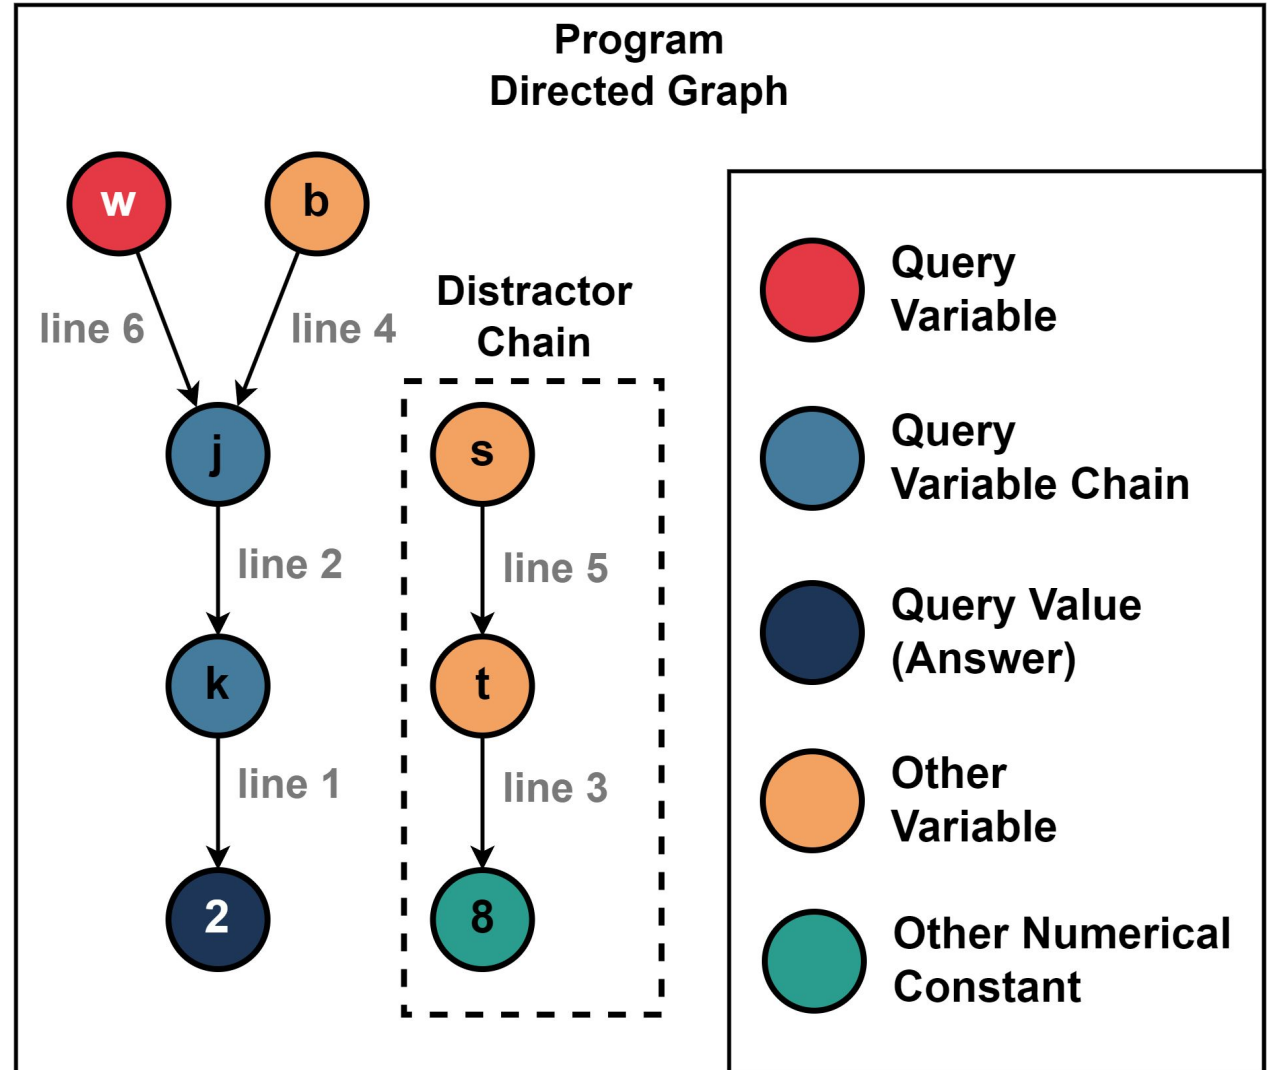 Program
Directed Graph
w
b
line 6
line 4
Distractor
Chain
j
s
line 2
line 5
k
t
line 1
line 3
2
8
Query
Variable
Query
Variable Chain
Query Value
(Answer)
Other
Variable
Other Numerical
Constant